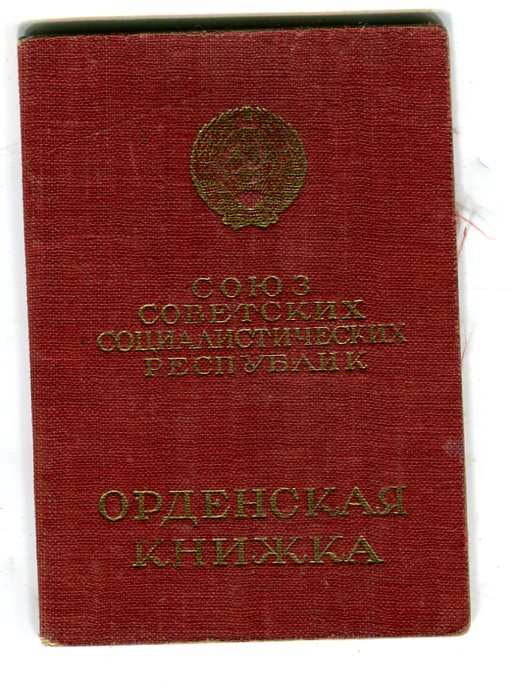 СОЮЗ
СОВЕТСКИХ
СОЦИАЛИСТИЧЕСКИХ
РЕСПУБЛИК
ОРДЕНСКАЯ
КНИЖКА